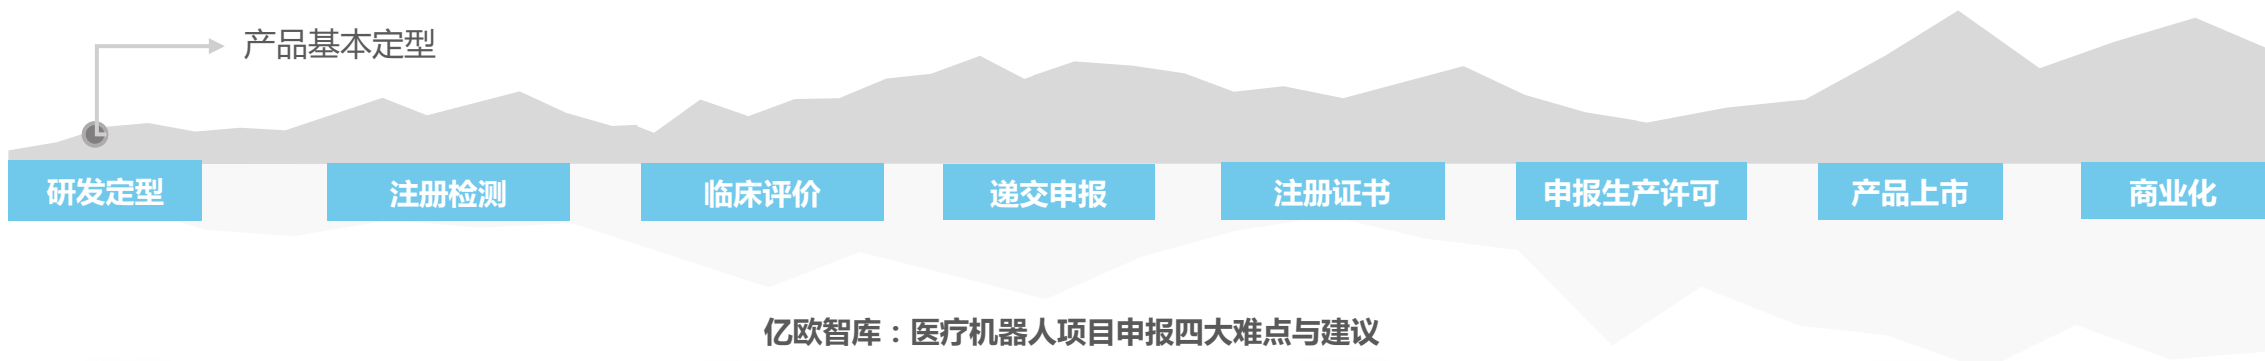 产品基本定型
研发定型
注册检测
临床评价
递交申报
注册证书
申报生产许可
产品上市
商业化
亿欧智库：医疗机器人项目申报四大难点与建议